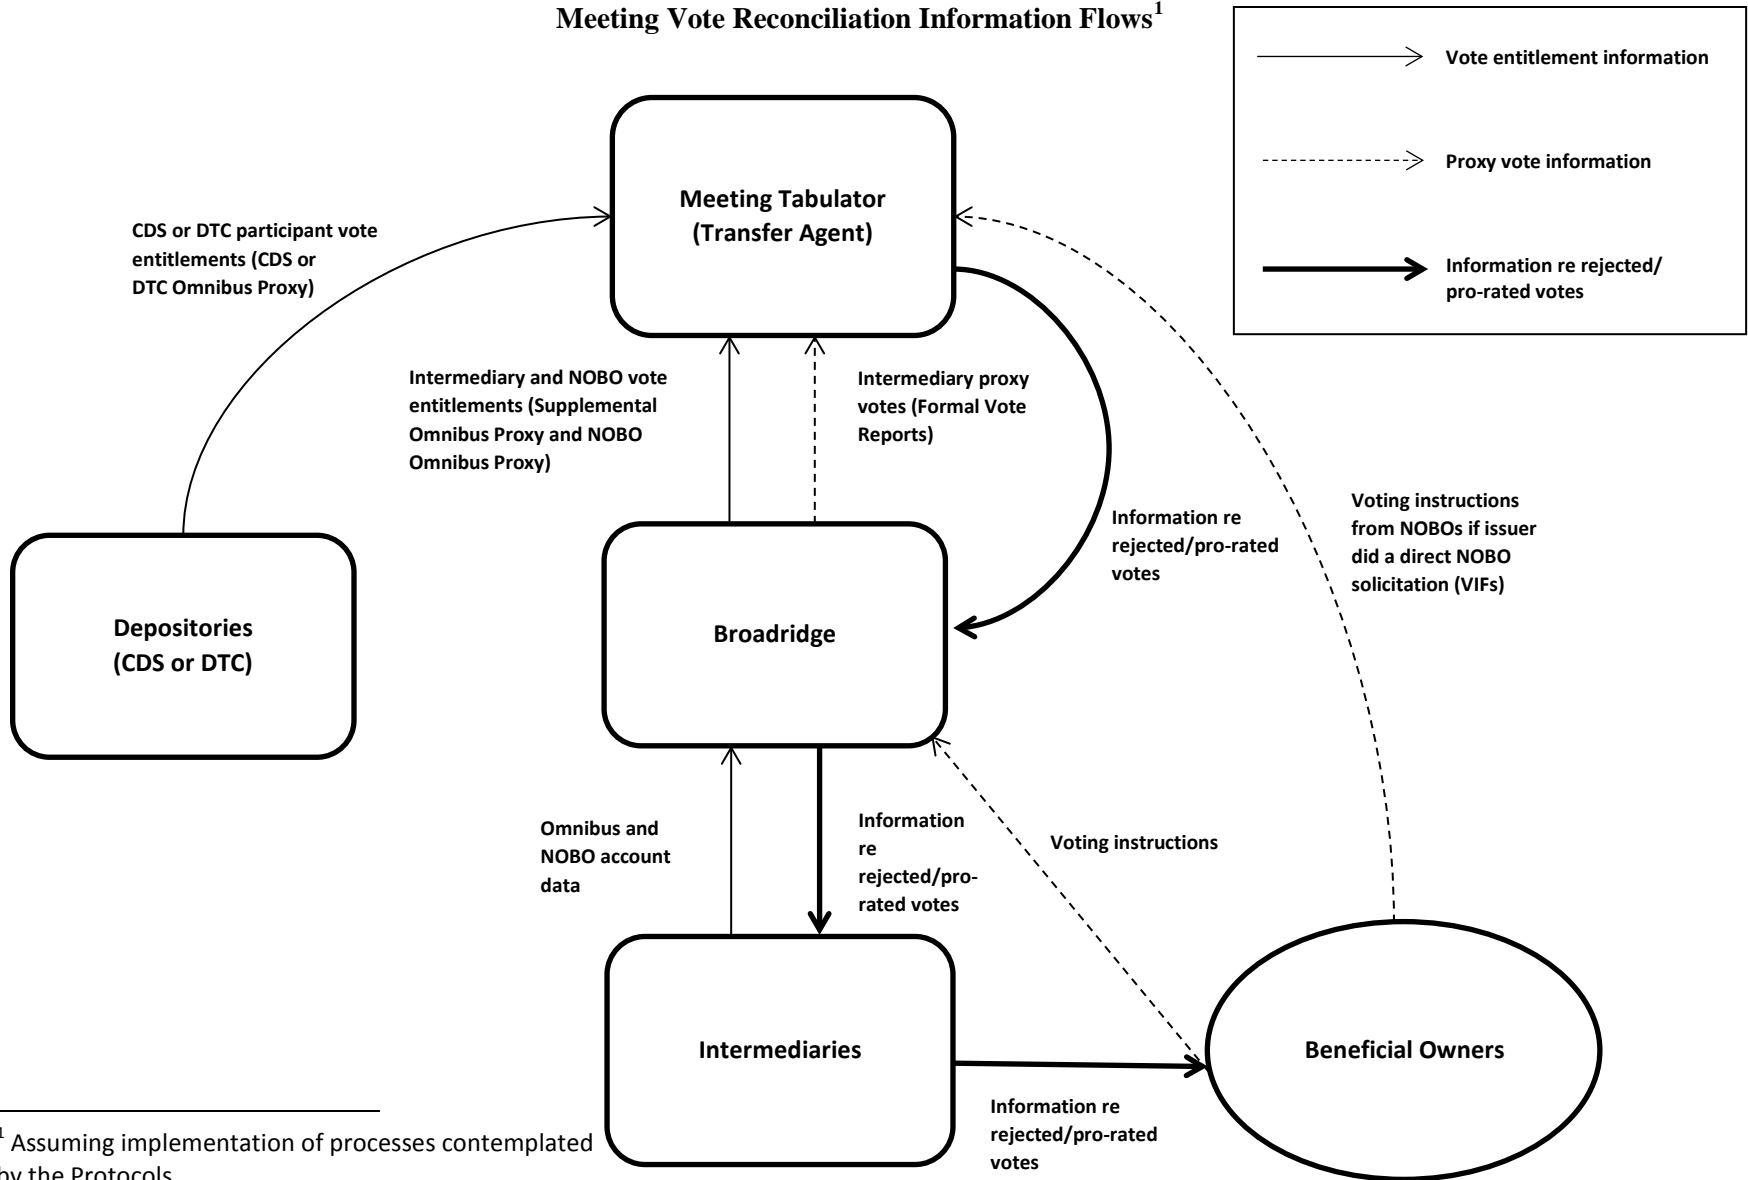 Meeting Vote Reconciliation Information Flows1
Vote entitlement information
Proxy vote information
Information re rejected/
pro-rated votes
Meeting Tabulator
(Transfer Agent)
CDS or DTC participant vote
entitlements (CDS or
DTC Omnibus Proxy)
Intermediary and NOBO vote
entitlements (Supplemental
Omnibus Proxy and NOBO
Omnibus Proxy)
Intermediary proxy
votes (Formal Vote
Reports)
Information re
rejected/pro-rated
votes
Voting instructions
from NOBOs if issuer
did a direct NOBO
solicitation (VIFs)
Depositories
(CDS or DTC)
Broadridge
Omnibus and
NOBO account
data
Information
re
rejected/pro-
rated votes
Voting instructions
Intermediaries
Beneficial Owners
Information re
rejected/pro-rated
votes
1 Assuming implementation of processes contemplated
by the Protocols